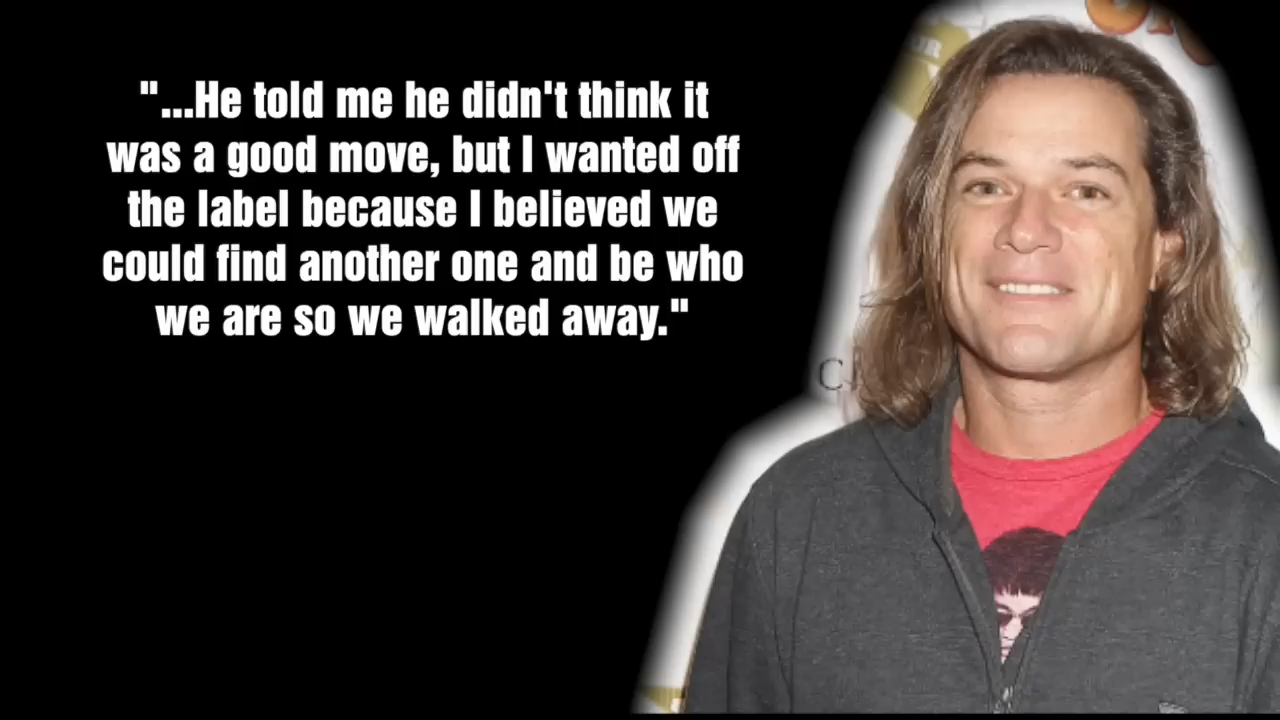 "...He told me he didn't think it
was a good move, but I wanted off
the label because I believed we
could find another one and be who
we are so we walked away."